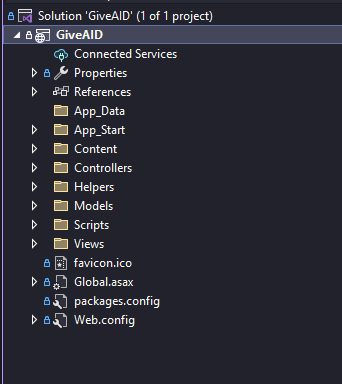 Solution 'GiveAID' (1 of 1 project)
GiveAID
Connected Services
Properties
References
App_Data
App_Start
Content
Controllers
Helpers
Models
Scripts
Views
favicon.ico
Global.asax
packages.config
Web.config